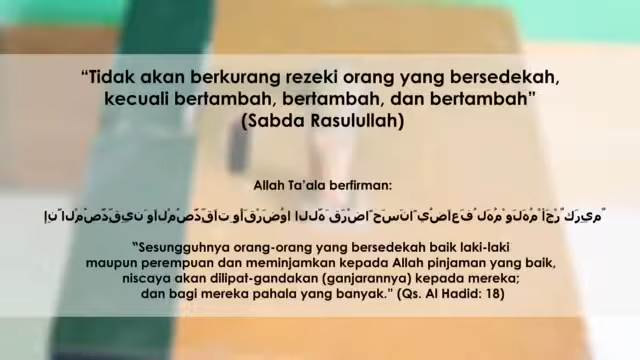 “Tidak akan berkurang rezeki orang yang bersedekah,
kecuali bertambah, bertambah, dan bertambah”
(Sabda Rasulullah)
Allah Ta’ala berfirman:
إِنَّ الْمُصَّدِّقِينَ وَالْمُصَّدِّقَاتِ وَأَقْرَضُوا اللَّهَ قَرْضًا حَسَنًا يُضَاعَفُ لَهُمْ وَلَهُمْ أَجْرٌ كَرِيمٌ
“Sesungguhnya orang-orang yang bersedekah baik laki-laki
maupun perempuan dan meminjamkan kepada Allah pinjaman yang baik,
niscaya akan dilipat-gandakan (ganjarannya) kepada mereka;
dan bagi mereka pahala yang banyak.” (Qs. Al Hadid: 18)